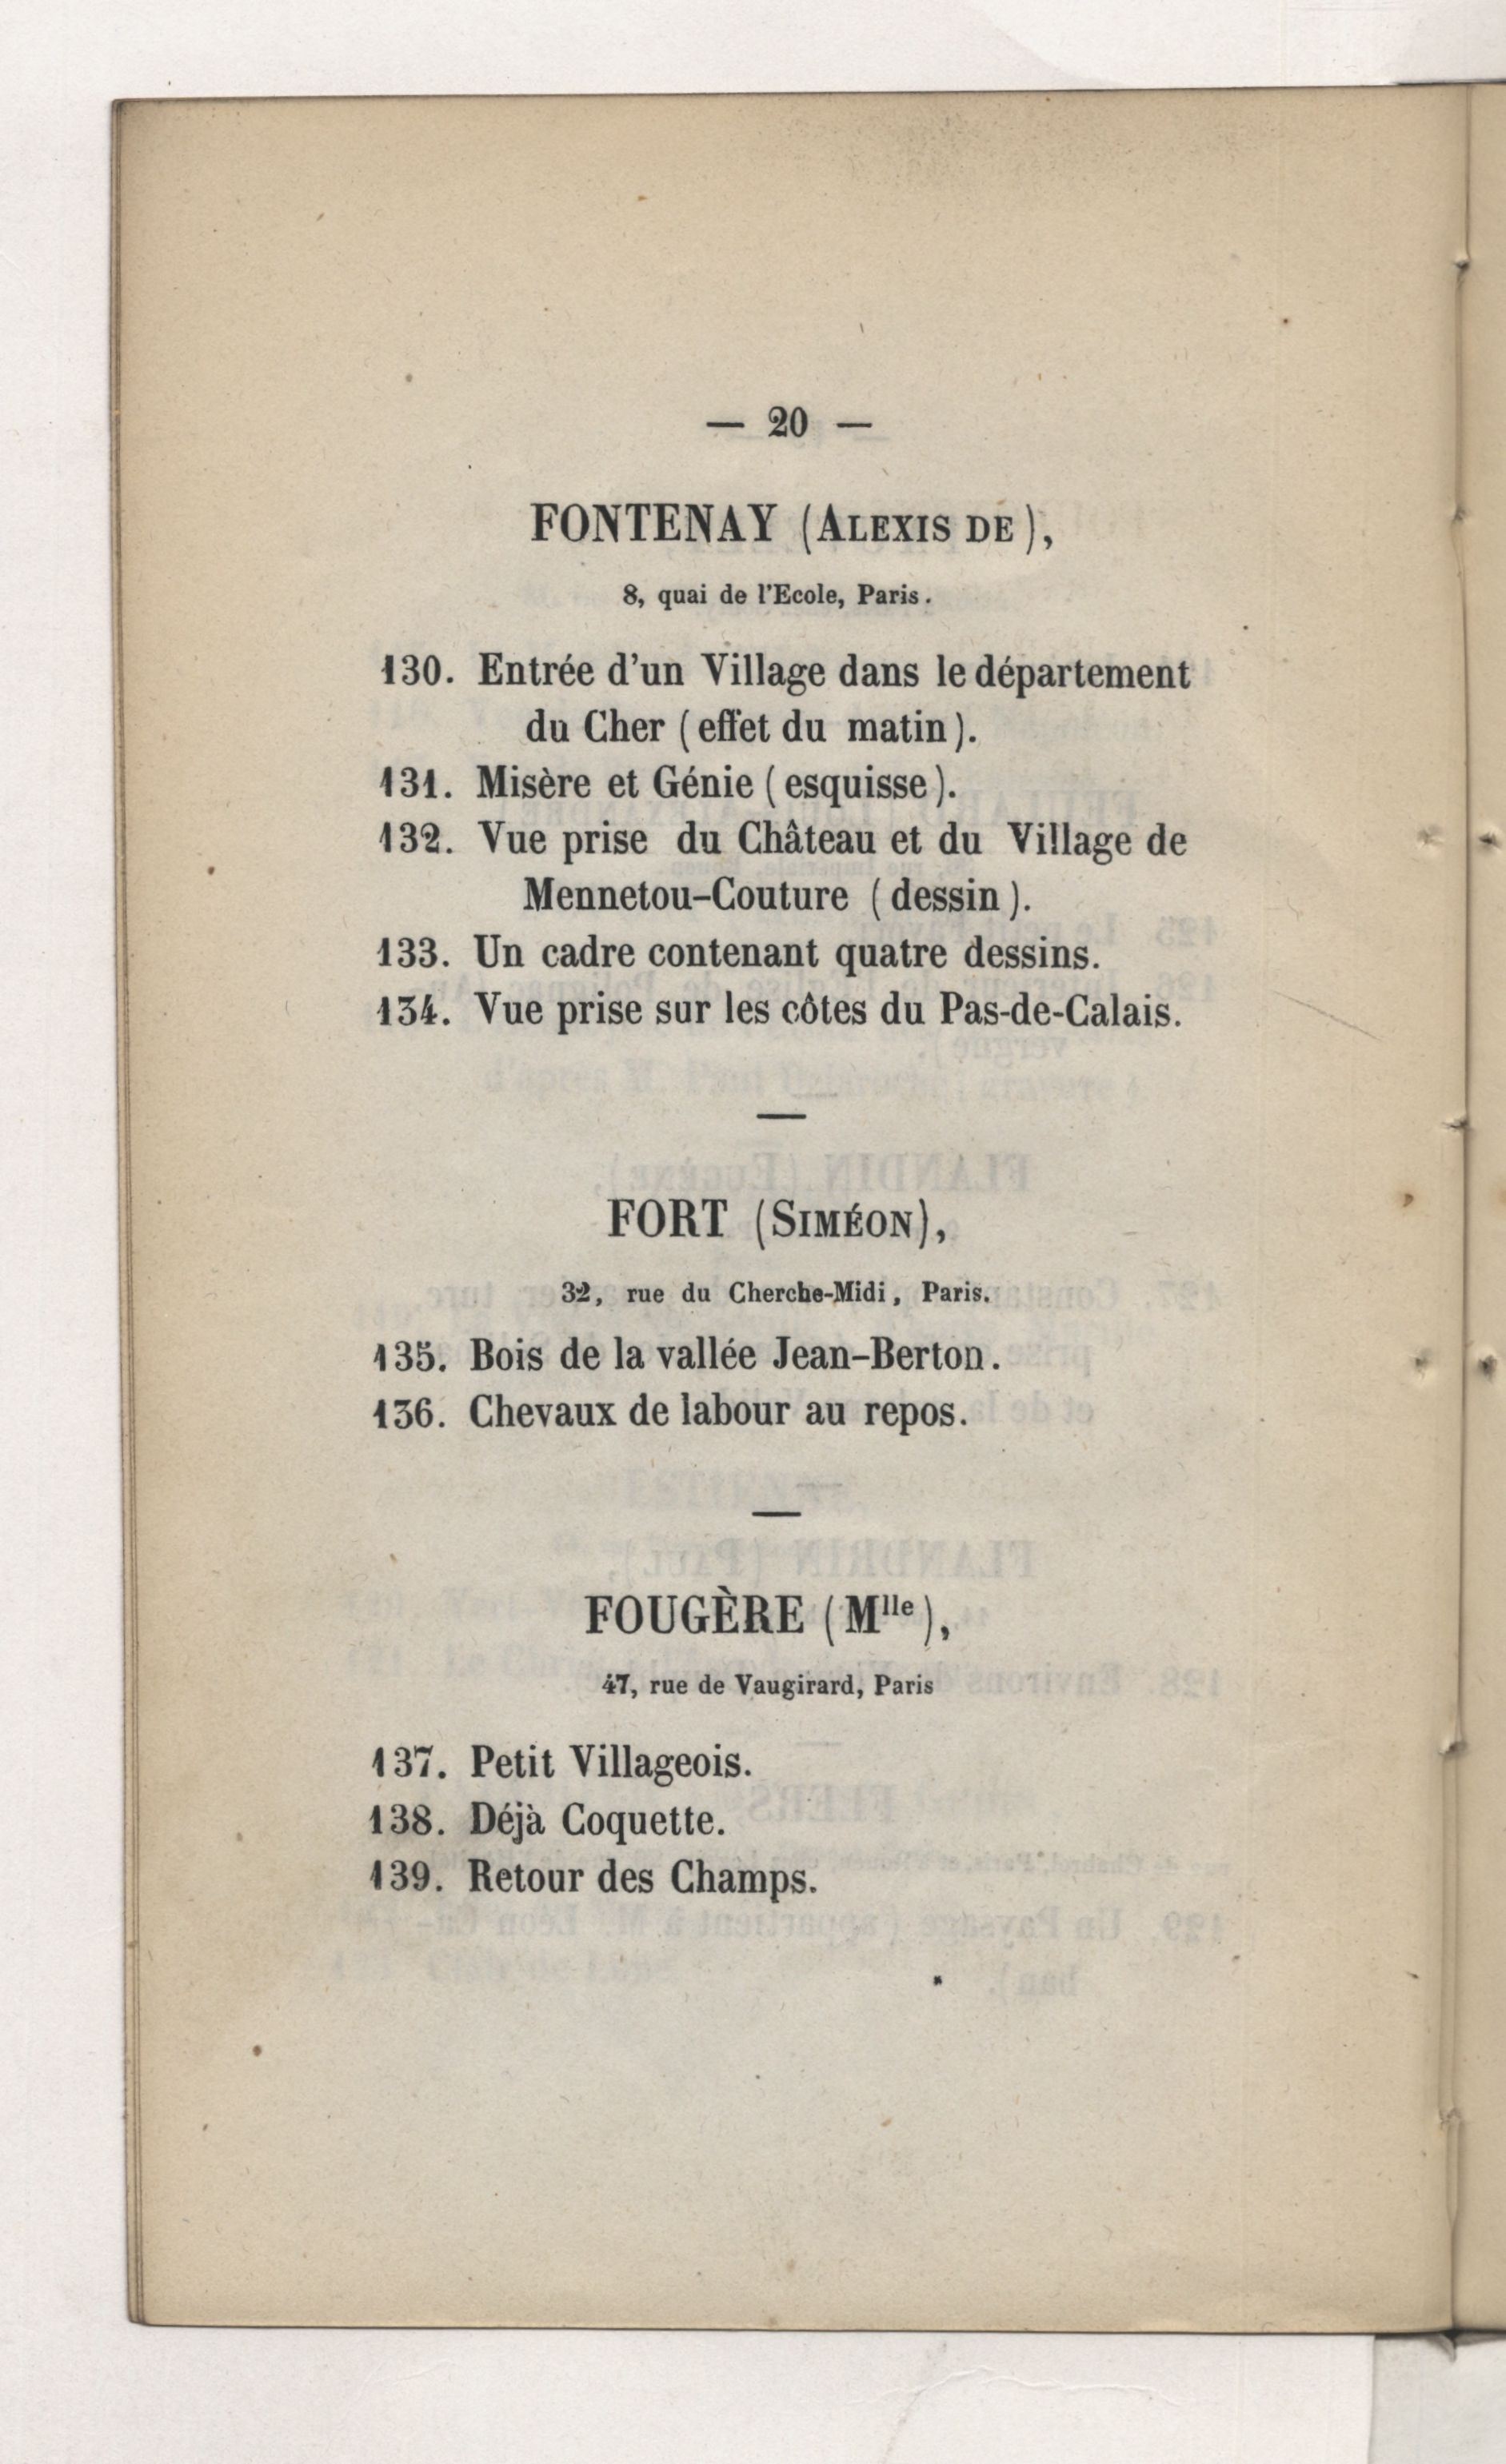 — 20 —
FONTENAY (ALEXIS DE),
8, quai de l'Ecole, Paris.
130. Entrée d'un Village dans le département
du Cher (effet du matin).
131. Misère et Génie (esquisse).
132. Vue prise du Château et du Village de
Mennetou-Couture (dessin).
133. Un cadre contenant quatre dessins.
134. Vue prise sur les côtes du Pas-de-Calais.
FORT (SIMÉON),
32, rue du Cherche-Midi, Paris.
135. Bois de la vallée Jean-Berton.
136. Chevaux de labour au repos.
FOUGÈRE (Mlle),
47, rue de Vaugirard, Paris
137. Petit Villageois.
138. Déjà Coquette.
139. Retour des Champs.